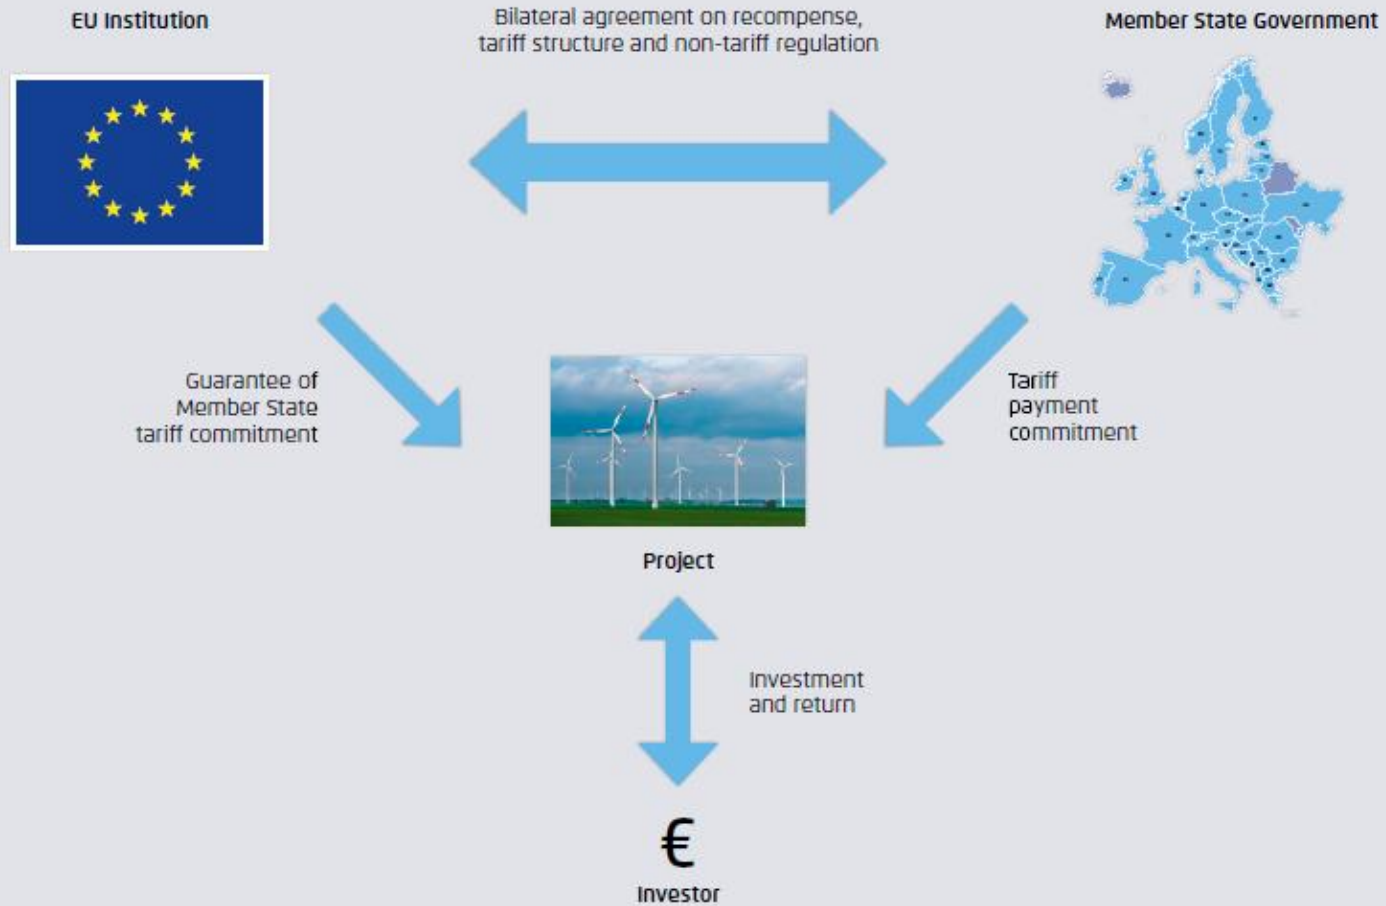 EU Institution
Bilateral agreement on recompense,
tariff structure and non-tariff regulation
Member State Government
Guarantee of
Member State
tariff commitment
Tariff
payment
commitment
Project
Investment
and return
€
Investor